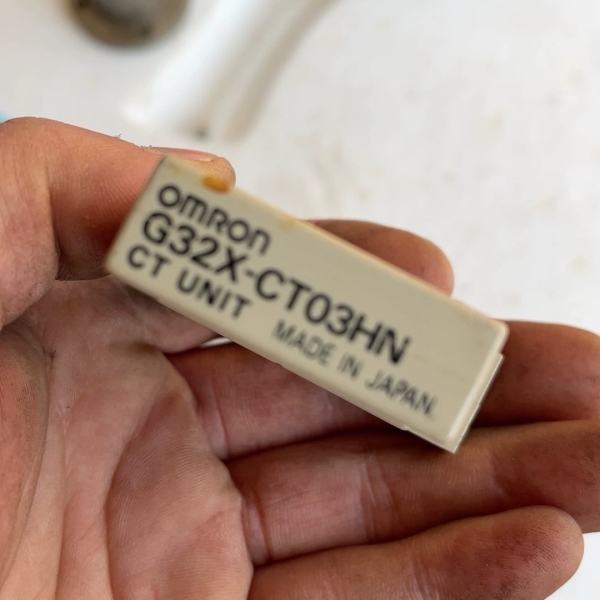 OMRON
G32X-CT03HN
CT UNIT
MADE IN JAPAN.